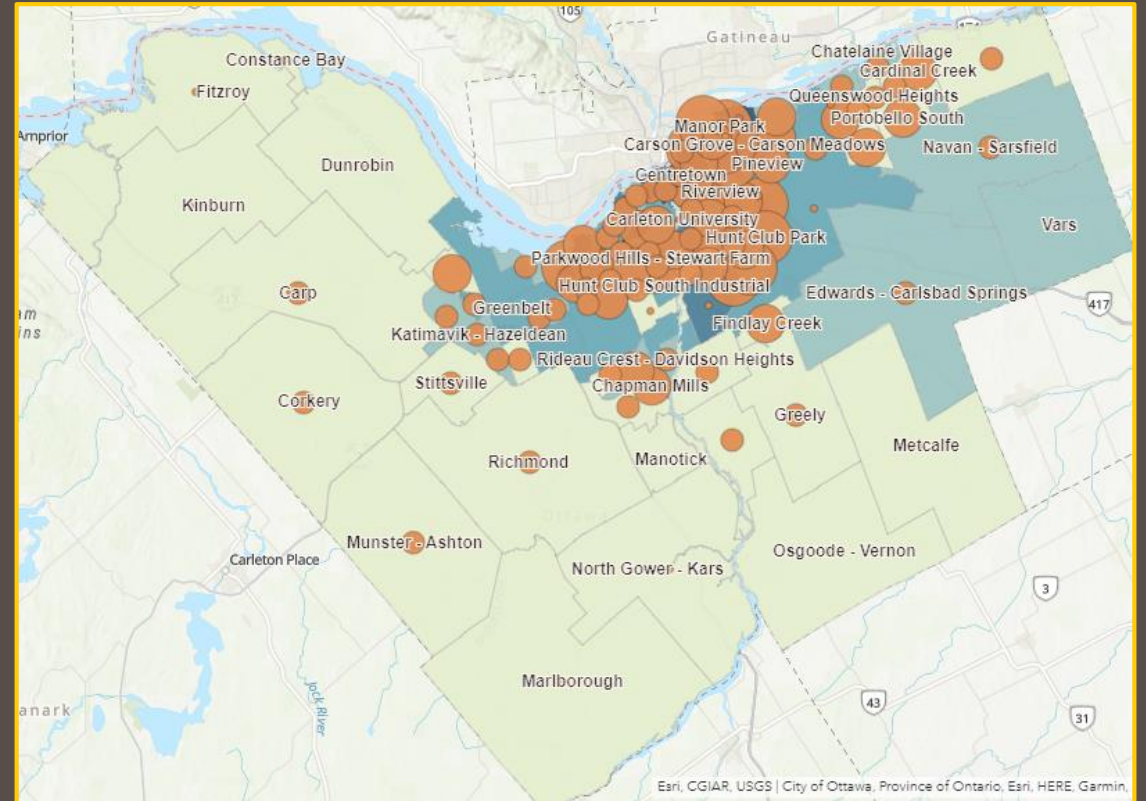 105
Gatineau
174
Chatelaine Village
Constance Bay
Cardinal Creek
Fitzroy
Queenswood Heights
Portobello South
Manor Park
Arnprior
Carson Grove - Carson Meadows
Navan - Sarsfield
Dunrobin
Pineview
Centretown
Riverview
Kinburn
Carleton University
Vars
Hunt Club Park
Parkwood Hills - Stewart Farm
Hunt Club South Industrial
Carp
Edwards - Carlsbad Springs
417
Greenbelt
Findlay Creek
Katimavik - Hazeldean
Rideau Crest - Davidson Heights
Stittsville
Chapman Mills
Corkery
Greely
Metcalfe
Richmond
Manotick
Ottawa
Munster - Ashton
Osgoode - Vernon
Carleton Place
North Gower - Kars
3
Marlborough
Jock River
43
anark
31
Esri, CGIAR, USGS | City of Ottawa, Province of Ontario, Esri, HERE, Garmin,